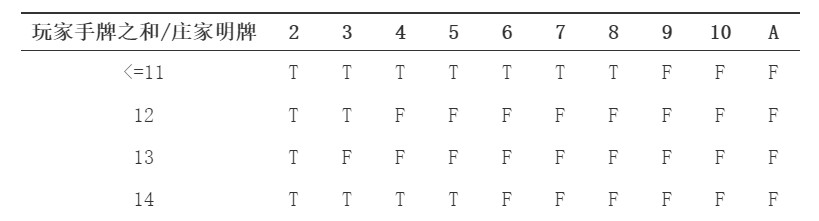 玩家手牌之和/庄家明牌 2 3 4 5 6 7 8 9 10 A
<=11 T T T T T T T F F F
12 T T F F F F F F F F
13 T F F F F F F F F F
14 T T T T F F F F F F